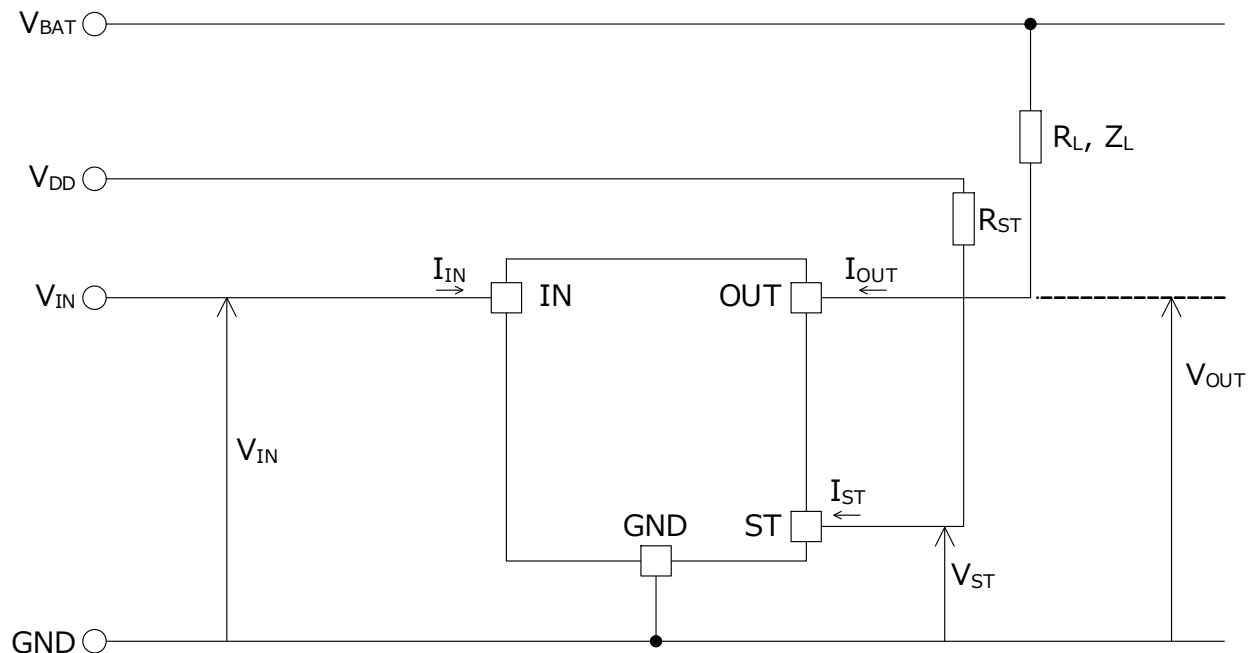 VBAT
RL, ZL
VDD
RST
IIN
IOUT
VIN
IN
OUT
VOUT
VIN
IST
GND
ST
VST
GND